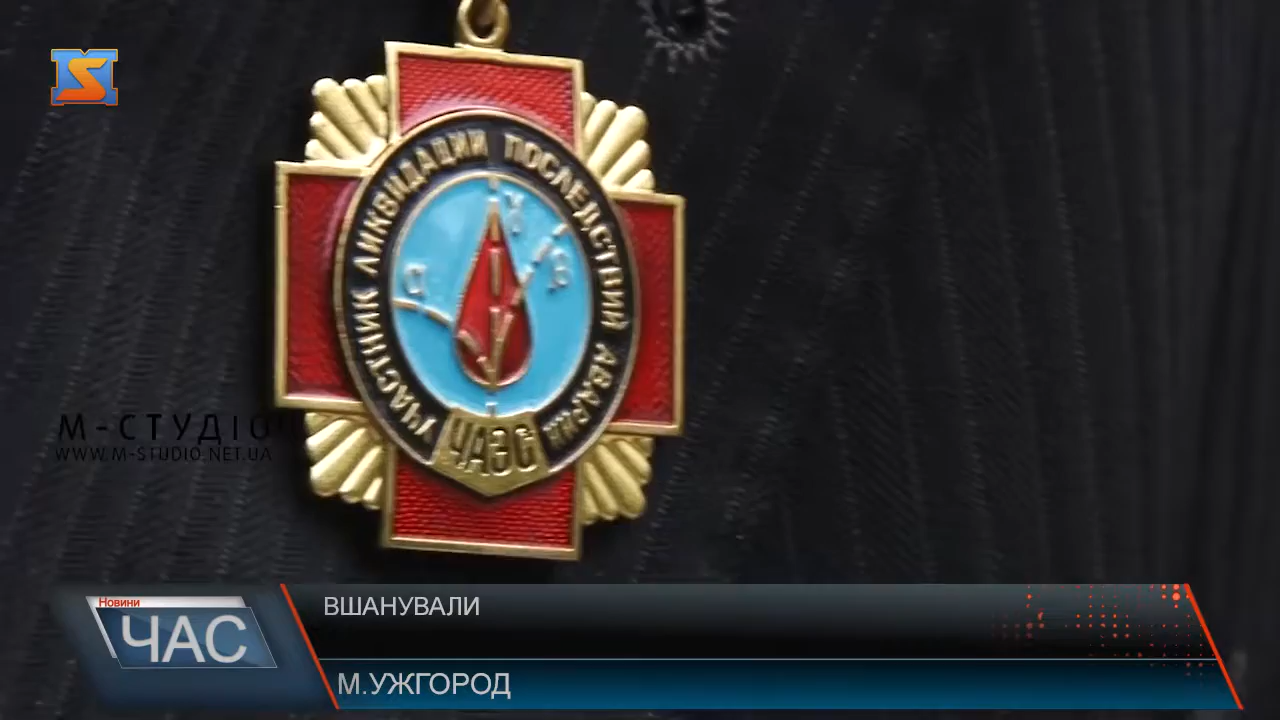 УЧАСТНИК ЛИКВИДАЦИИ ПОСЛЕДСТВИЙ АВАРИИ
ЧАЭС
М-СТУДІО
WWW.M-STUDIO.NET.UA
Новини
ЧАС
ВШАНУВАЛИ
М.УЖГОРОД